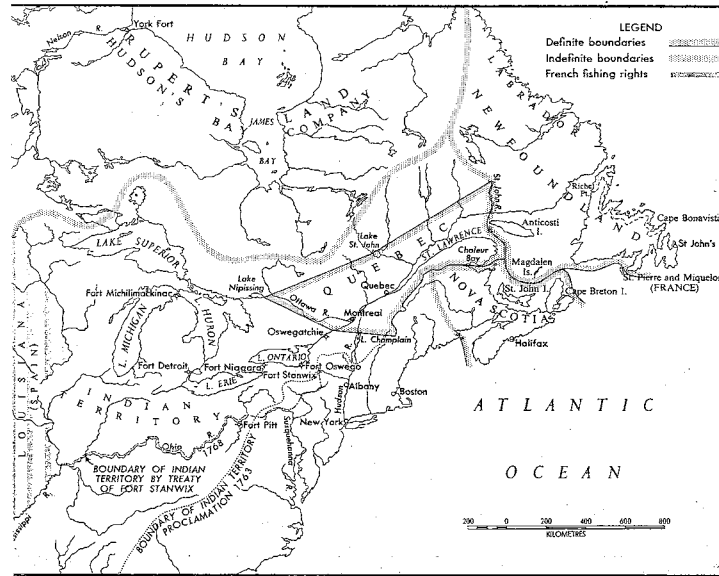 LEGEND
Definite boundaries
Indefinite boundaries
French fishing rights
York Fort
Nelson R.
HUDSON
BAY
RUPERT'S
LAND
HUDSON'S BAY
COMPANY
JAMES
BAY
LABRADOR
NEWFOUNDLAND
St. John R.
Riche Pt.
Cape Bonavista
St John's
Anticosti
I.
Lake
St. John
QUEBEC
ST. LAWRENCE
Chaleur
Bay
Magdalen
Is.
St. Pierre and Miquelon
(FRANCE)
St. John I.
Cape Breton I.
LAKE SUPERIOR
Lake
Nipissing
Quebec
NOVA SCOTIA
Fort Michilimackinac
Ottawa R.
Montreal
Halifax
L. MICHIGAN
L. HURON
Oswegatchie
L. Champlain
L. ONTARIO
Fort Detroit
Fort Niagara
Fort Oswego
L. ERIE
Fort Stanwix
Albany
Boston
Hudson R.
LOUISIANA
(SPAIN)
INDIAN
TERRITORY
New York
ATLANTIC
OCEAN
Fort Pitt
Ohio R.
1768
Susquehanna R.
BOUNDARY OF INDIAN
TERRITORY BY TREATY
OF FORT STANWIX
BOUNDARY OF INDIAN TERRITORY
PROCLAMATION 1763
R.
200 0 200 400 600 800
KILOMETRES